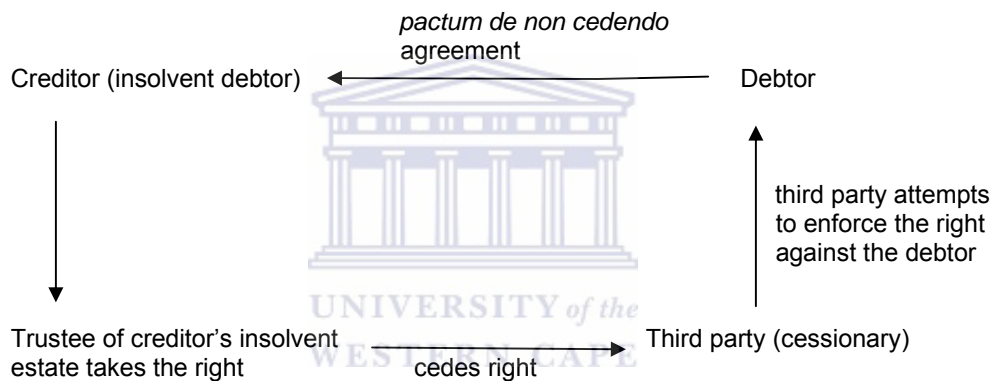 pactum de non cedendo
agreement
Creditor (insolvent debtor)
Debtor
third party attempts
to enforce the right
against the debtor
UNIVERSITY of the
WESTERN CAPE
Trustee of creditor's insolvent
estate takes the right
cedes right
Third party (cessionary)